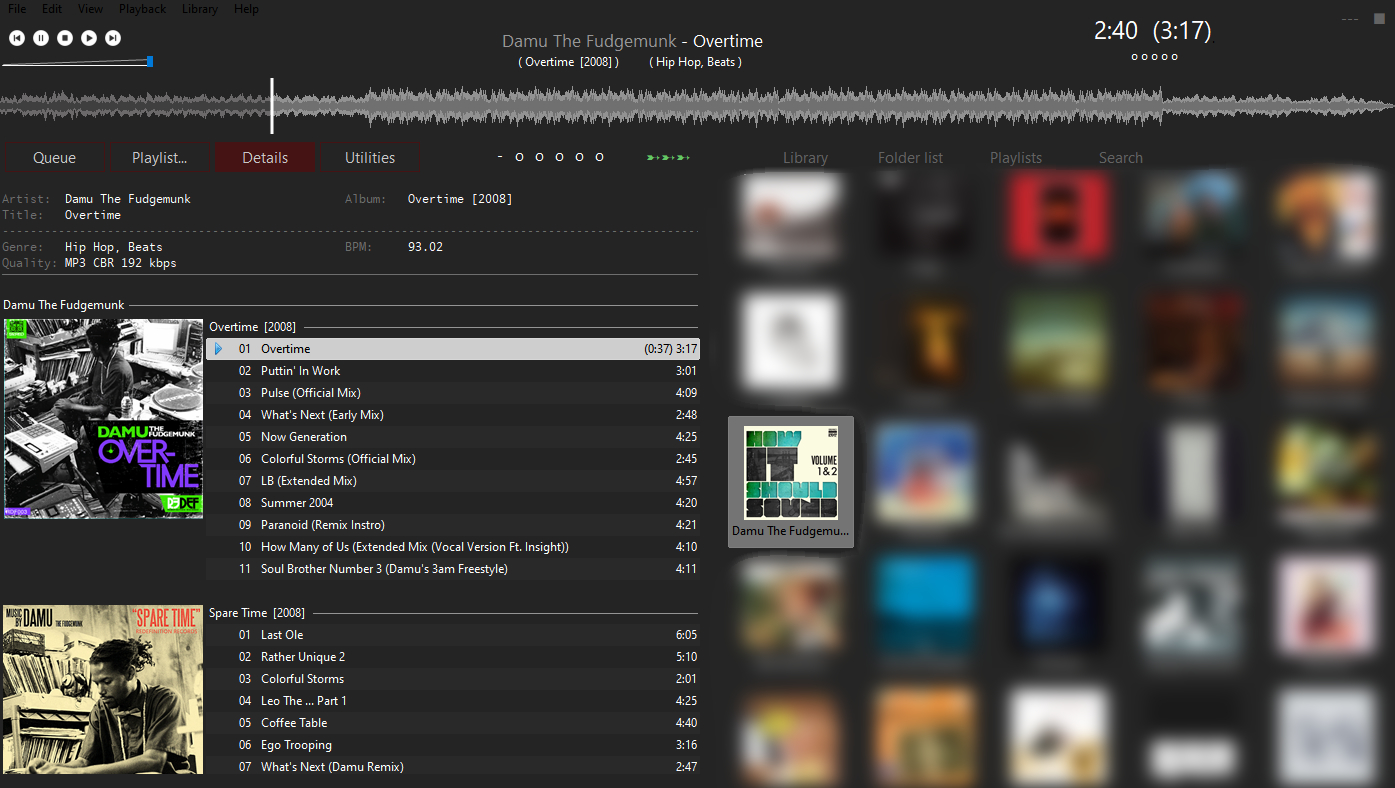 File Edit View Playback Library Help
Damu The Fudgemunk - Overtime
( Overtime [2008] ) ( Hip Hop, Beats )
2:40 (3:17)
Queue Playlist... Details Utilities
Library Folder list Playlists Search
Artist: Damu The Fudgemunk Album: Overtime [2008]
Title: Overtime
Genre: Hip Hop, Beats BPM: 93.02
Quality: MP3 CBR 192 kbps
Damu The Fudgemunk
DAMU THE FUDGEMUNK
OVER-
TIME
DEF
RDF003
Overtime [2008]
01 Overtime (0:37) 3:17
02 Puttin' In Work 3:01
03 Pulse (Official Mix) 4:09
04 What's Next (Early Mix) 2:48
05 Now Generation 4:25
06 Colorful Storms (Official Mix) 2:45
07 LB (Extended Mix) 4:57
08 Summer 2004 4:20
09 Paranoid (Remix Instro) 4:21
10 How Many of Us (Extended Mix (Vocal Version Ft. Insight)) 4:10
11 Soul Brother Number 3 (Damu's 3am Freestyle) 4:11
MUSIC BY DAMU THE FUDGEMUNK "SPARE TIME"
REDEFINITION RECORDS
Spare Time [2008]
01 Last Ole 6:05
02 Rather Unique 2 5:10
03 Colorful Storms 2:01
04 Leo The ... Part 1 4:25
05 Coffee Table 4:40
06 Ego Trooping 3:16
07 What's Next (Damu Remix) 2:47
HOW
IT
SHOULD
SOUND
VOLUME
1 & 2
Damu The Fudgemu...